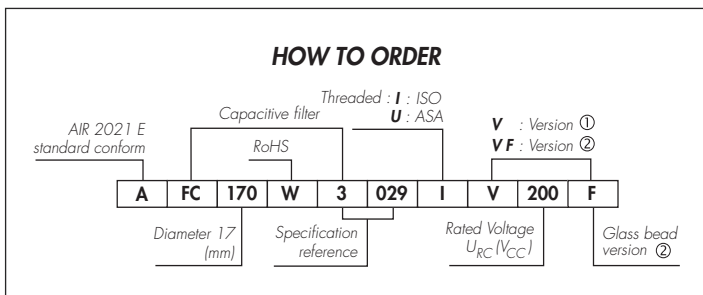 HOW TO ORDER
Threaded : I : ISO
U : ASA
Capacitive filter
AIR 2021 E
standard conform
RoHS
V : Version ①
V F : Version ②
A FC 170 W 3 029 I V 200 F
Diameter 17
(mm)
Specification
reference
Rated Voltage
URC (VCC)
Glass bead
version ②